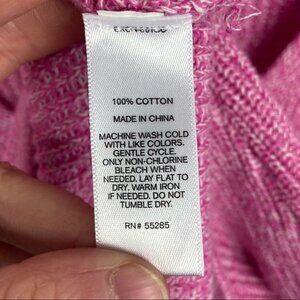 100% COTTON
MADE IN CHINA
MACHINE WASH COLD
WITH LIKE COLORS.
GENTLE CYCLE.
ONLY NON-CHLORINE
BLEACH WHEN
NEEDED. LAY FLAT TO
DRY. WARM IRON
IF NEEDED. DO NOT
TUMBLE DRY.
RN# 55285